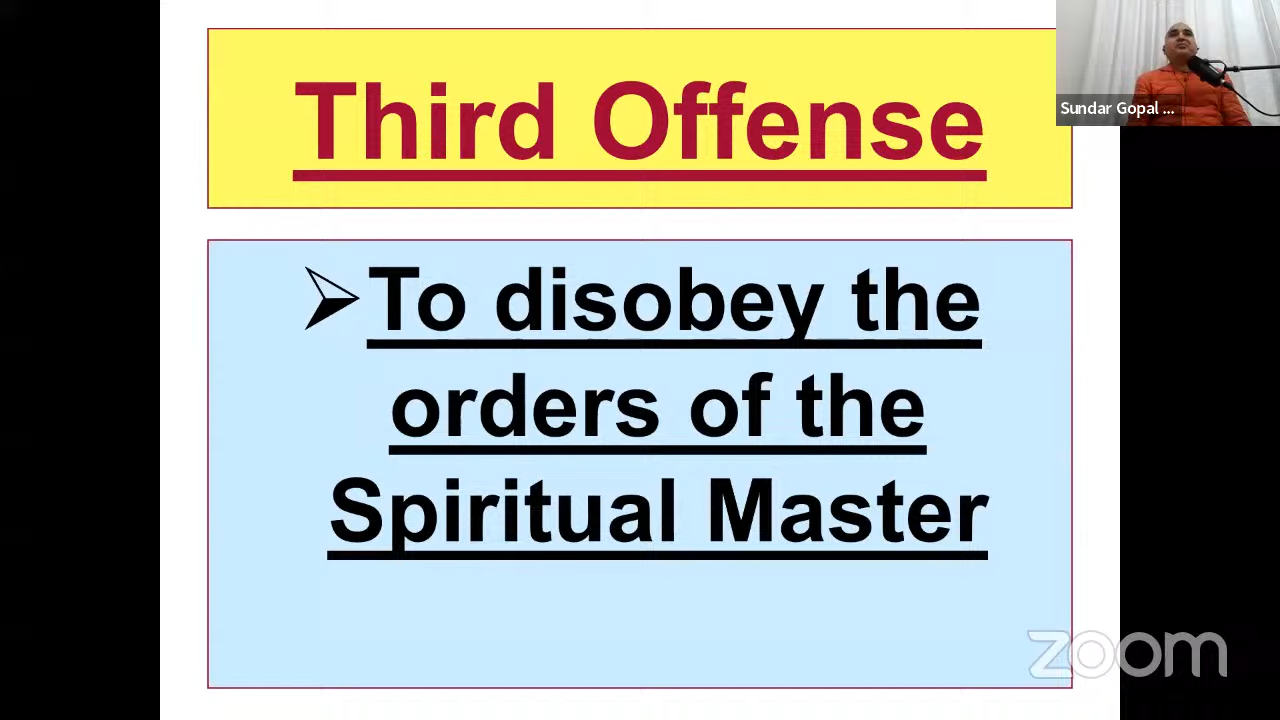 Third Offense
Sundar Gopal ...
➢To disobey the
orders of the
Spiritual Master
zoom